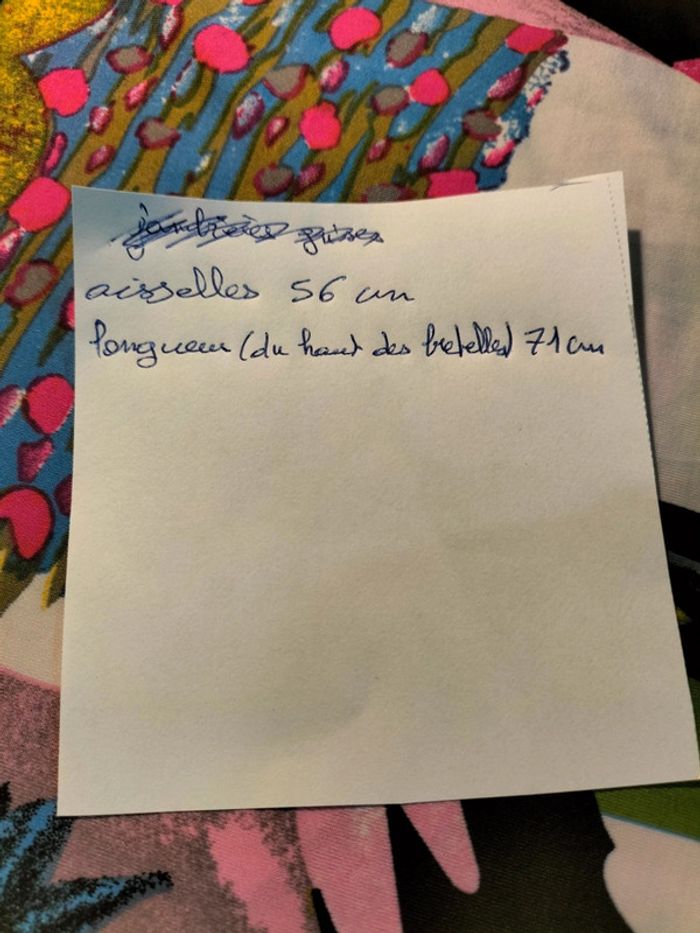 aisselles 56 cm
longueur (du haut des bretelles) 71 cm